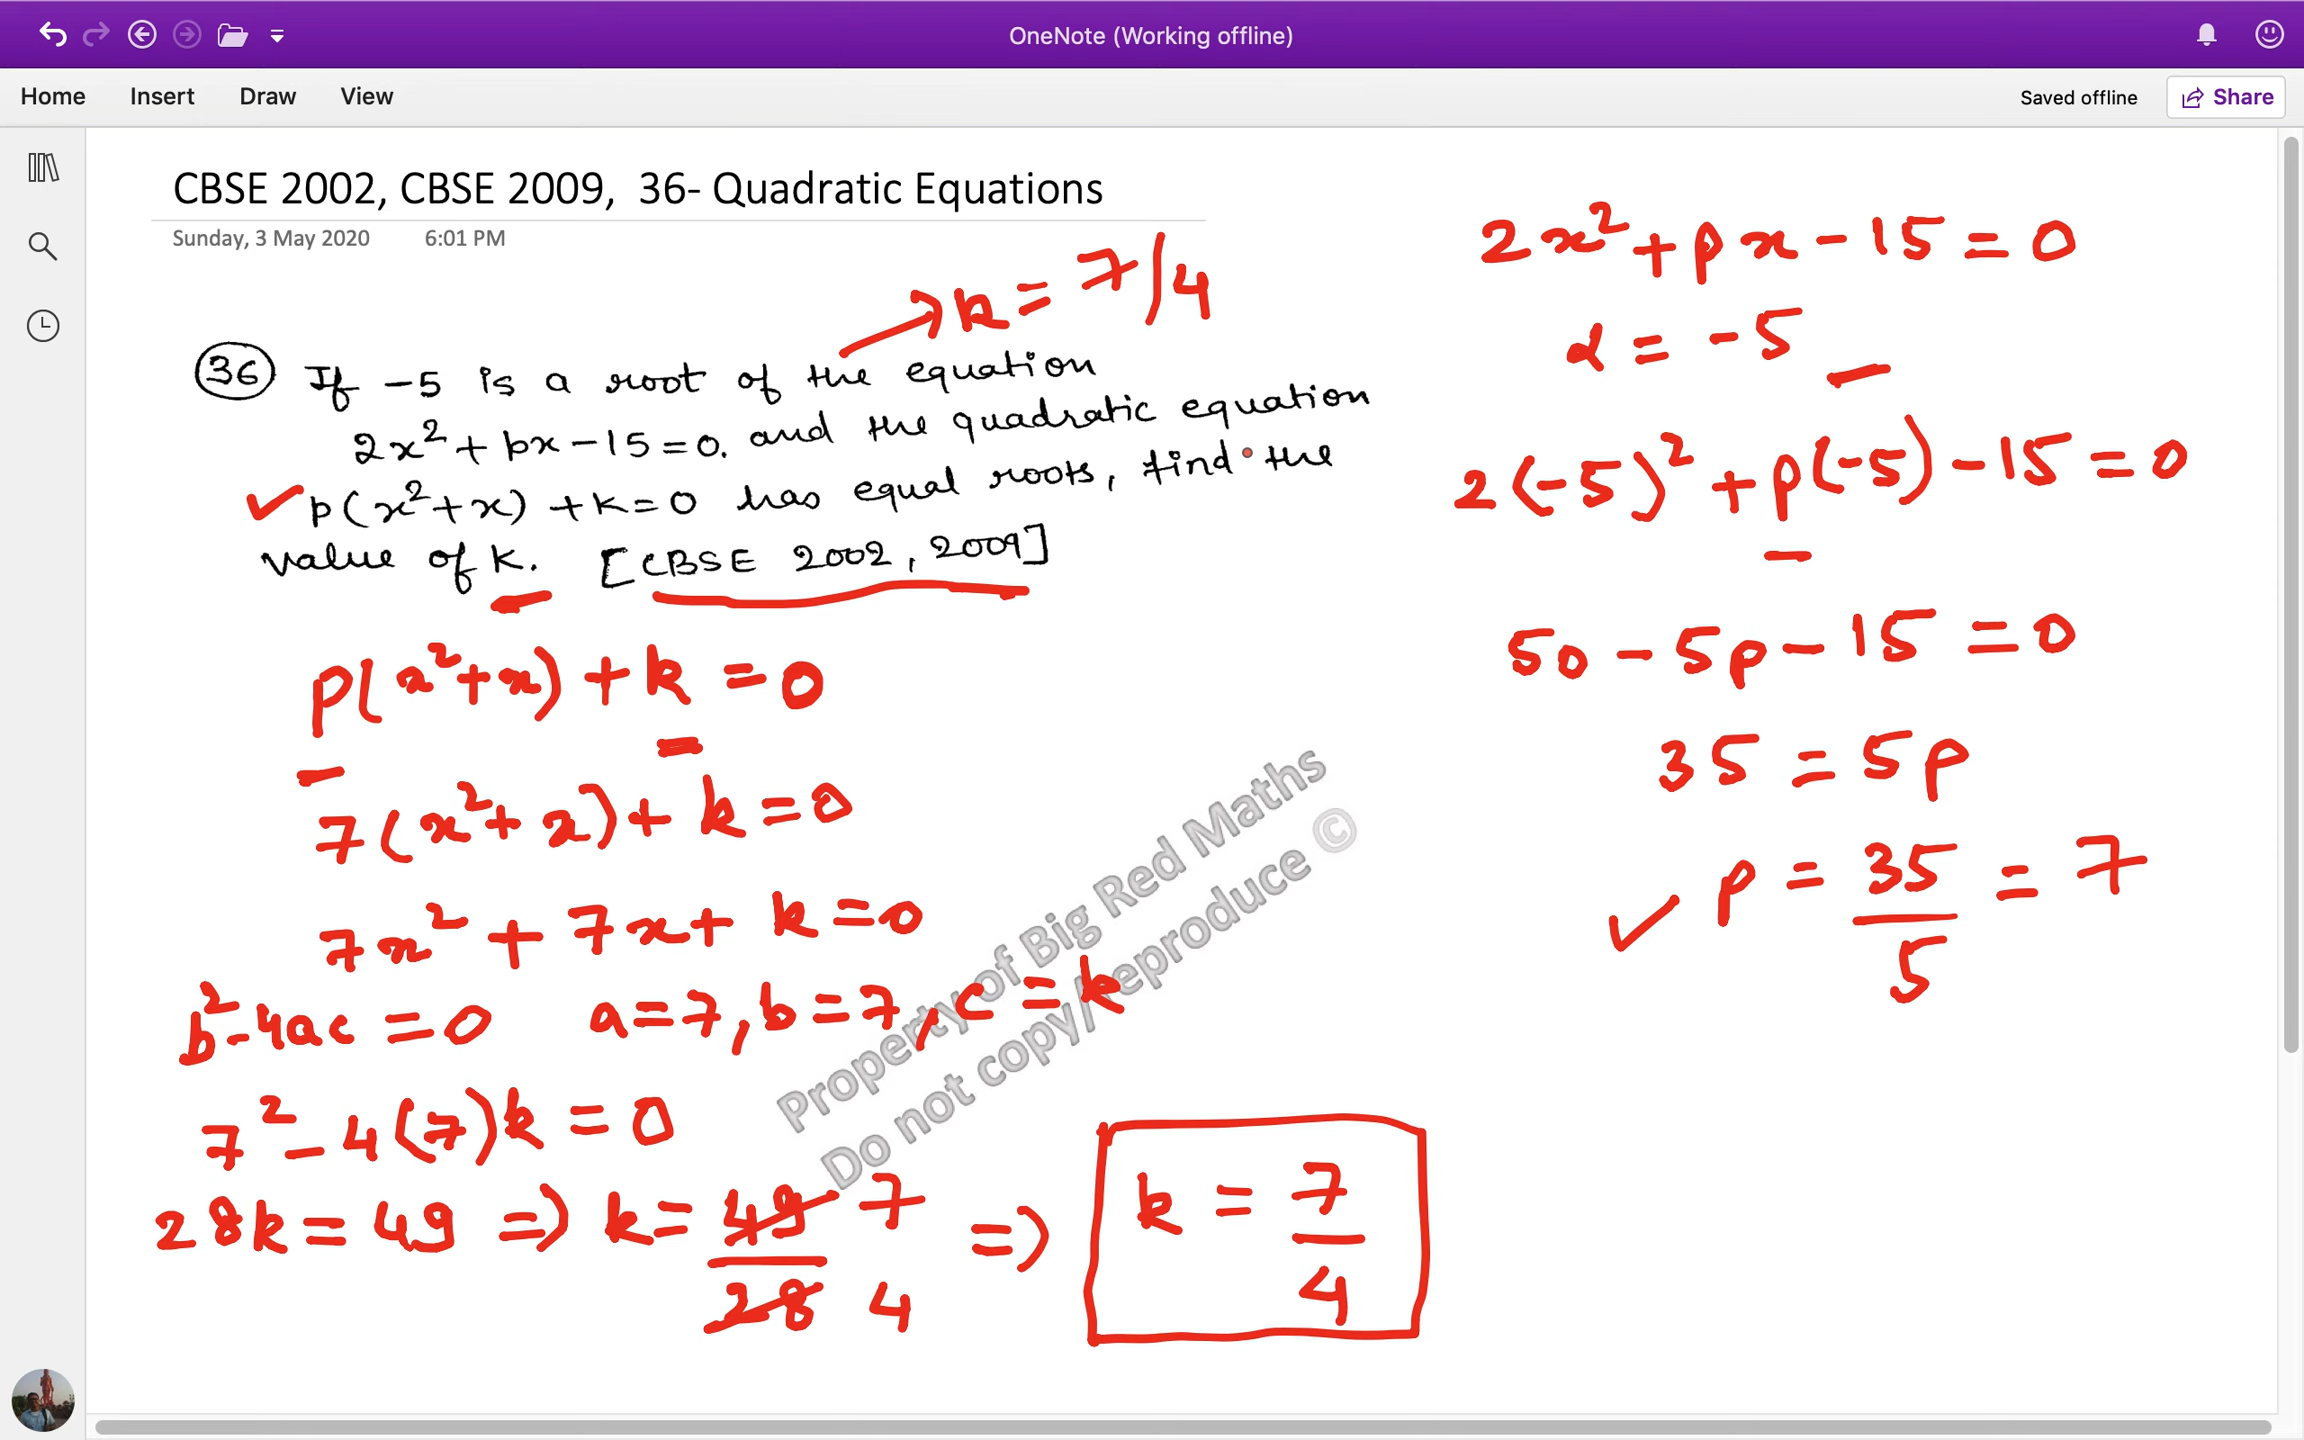 OneNote (Working offline)
Home Insert Draw View
Saved offline Share
CBSE 2002, CBSE 2009, 36- Quadratic Equations
Sunday, 3 May 2020 6:01 PM
k = 7/4
36 If -5 is a root of the equation
2x² + px - 15 = 0. and the quadratic equation
p(x² + x) + k = 0 has equal roots, find the
value of k. [CBSE 2002, 2009]
p(x² + x) + k = 0
7(x² + x) + k = 0
7x² + 7x + k = 0
b² - 4ac = 0 a = 7, b = 7, c = k
7² - 4(7)k = 0
28k = 49 => k = 49/28 7/4 => k = 7/4
2x² + px - 15 = 0
α = -5
2(-5)² + p(-5) - 15 = 0
50 - 5p - 15 = 0
35 = 5p
p = 35/5 = 7
Property of Big Red Maths
Do not copy/reproduce ©